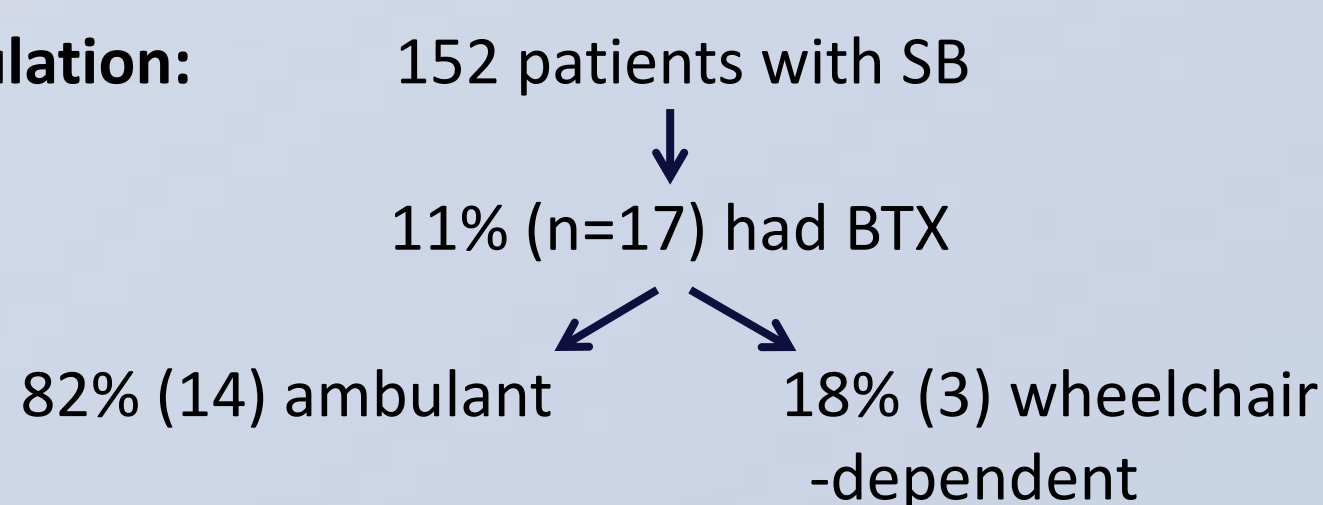 ulation: 152 patients with SB
11% (n=17) had BTX
82% (14) ambulant 18% (3) wheelchair
-dependent